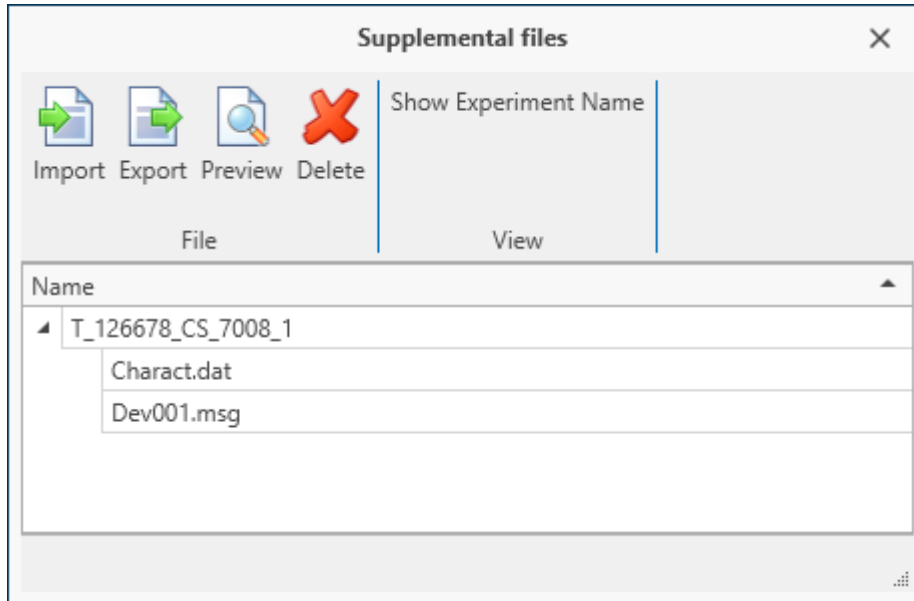 Supplemental files
Show Experiment Name
Import Export Preview Delete
File View
Name
T_126678_CS_7008_1
Charact.dat
Dev001.msg